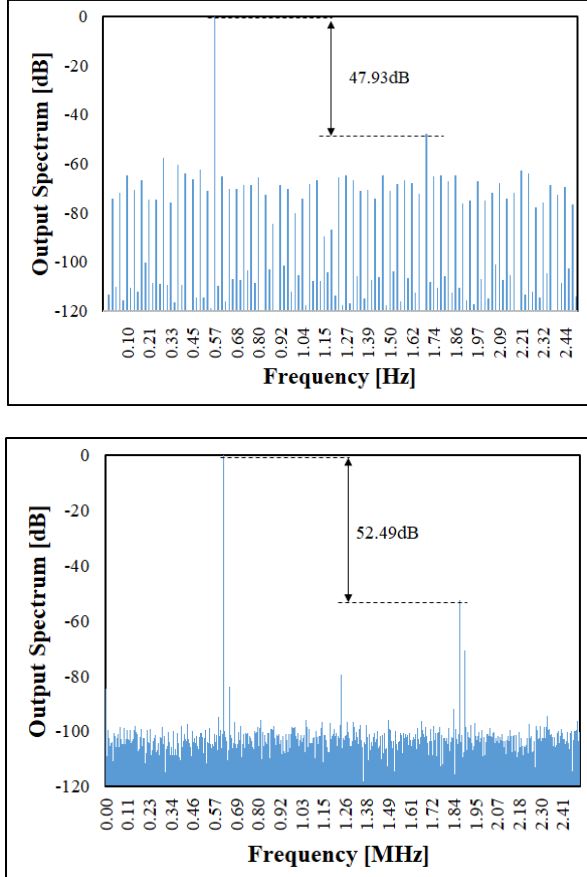 0
-20
-40
-60
-80
-100
-120
Output Spectrum [dB]
47.93dB
0.10 0.21 0.33 0.45 0.57 0.68 0.80 0.92 1.04 1.15 1.27 1.39 1.50 1.62 1.74 1.86 1.97 2.09 2.21 2.32 2.44
Frequency [Hz]
0
-20
-40
-60
-80
-100
-120
Output Spectrum [dB]
52.49dB
0.00 0.11 0.23 0.34 0.46 0.57 0.69 0.80 0.92 1.03 1.15 1.26 1.38 1.49 1.61 1.72 1.84 1.95 2.07 2.18 2.30 2.41
Frequency [MHz]